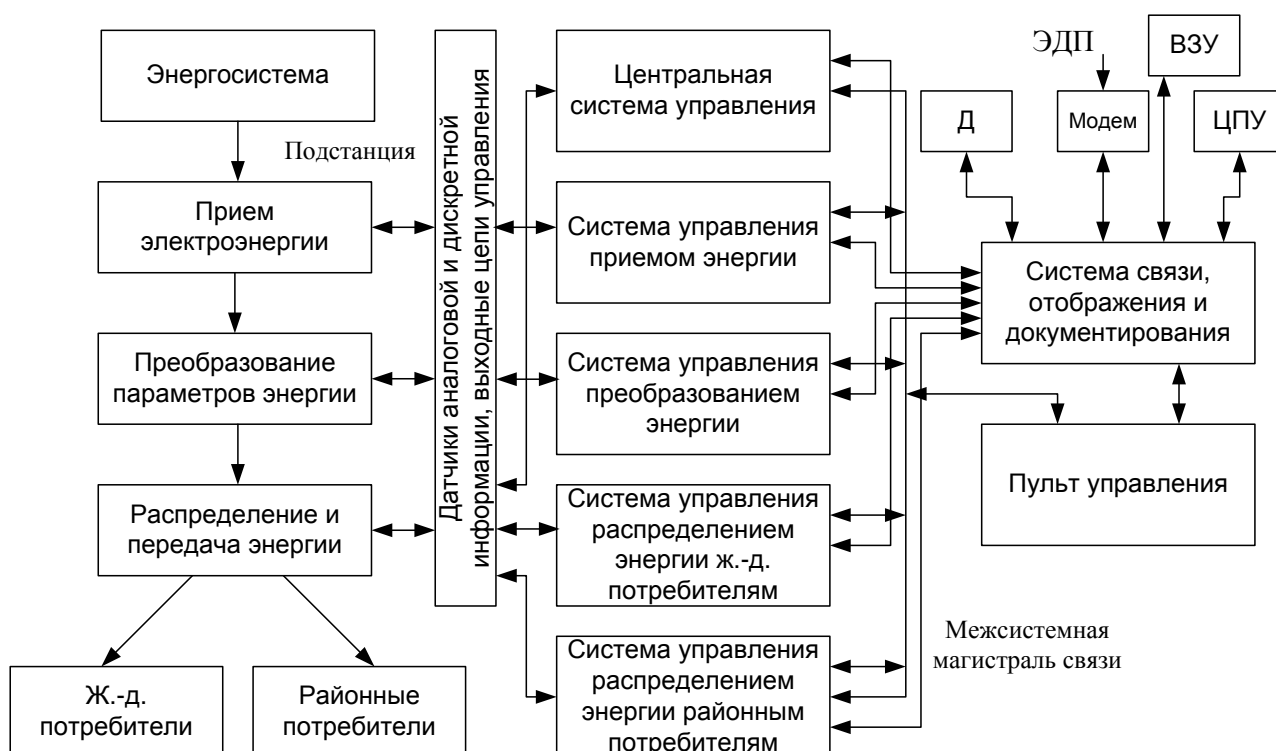 Энергосистема
Подстанция
Прием
электроэнергии
Преобразование
параметров энергии
Распределение и
передача энергии
Ж.-д.
потребители
Районные
потребители
Датчики аналоговой и дискретной
информации, выходные цепи управления
Центральная
система управления
Система управления
приемом энергии
Система управления
преобразованием
энергии
Система управления
распределением
энергии ж.-д.
потребителям
Система управления
распределением
энергии районным
потребителям
ЭДП
ВЗУ
Д
Модем
ЦПУ
Система связи,
отображения и
документирования
Пульт управления
Межсистемная
магистраль связи